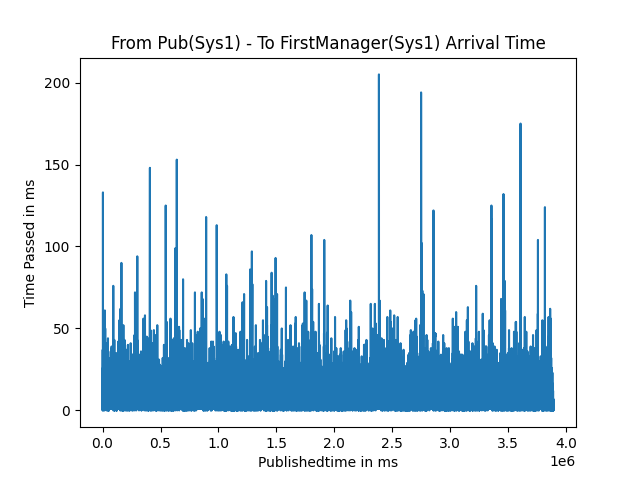 From Pub(Sys1) - To FirstManager(Sys1) Arrival Time
200
150
100
50
0
Time Passed in ms
0.0 0.5 1.0 1.5 2.0 2.5 3.0 3.5 4.0
1e6
Publishedtime in ms